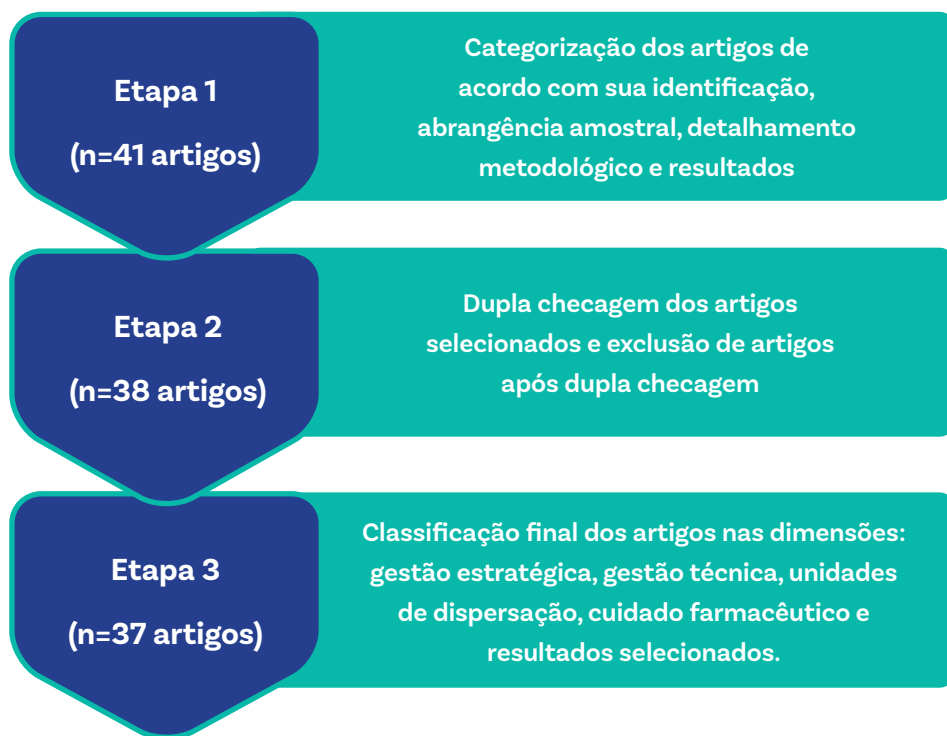 Etapa 1
(n=41 artigos)
Categorização dos artigos de
acordo com sua identificação,
abrangência amostral, detalhamento
metodológico e resultados
Etapa 2
(n=38 artigos)
Dupla checagem dos artigos
selecionados e exclusão de artigos
após dupla checagem
Etapa 3
(n=37 artigos)
Classificação final dos artigos nas dimensões:
gestão estratégica, gestão técnica, unidades
de dispersação, cuidado farmacêutico e
resultados selecionados.